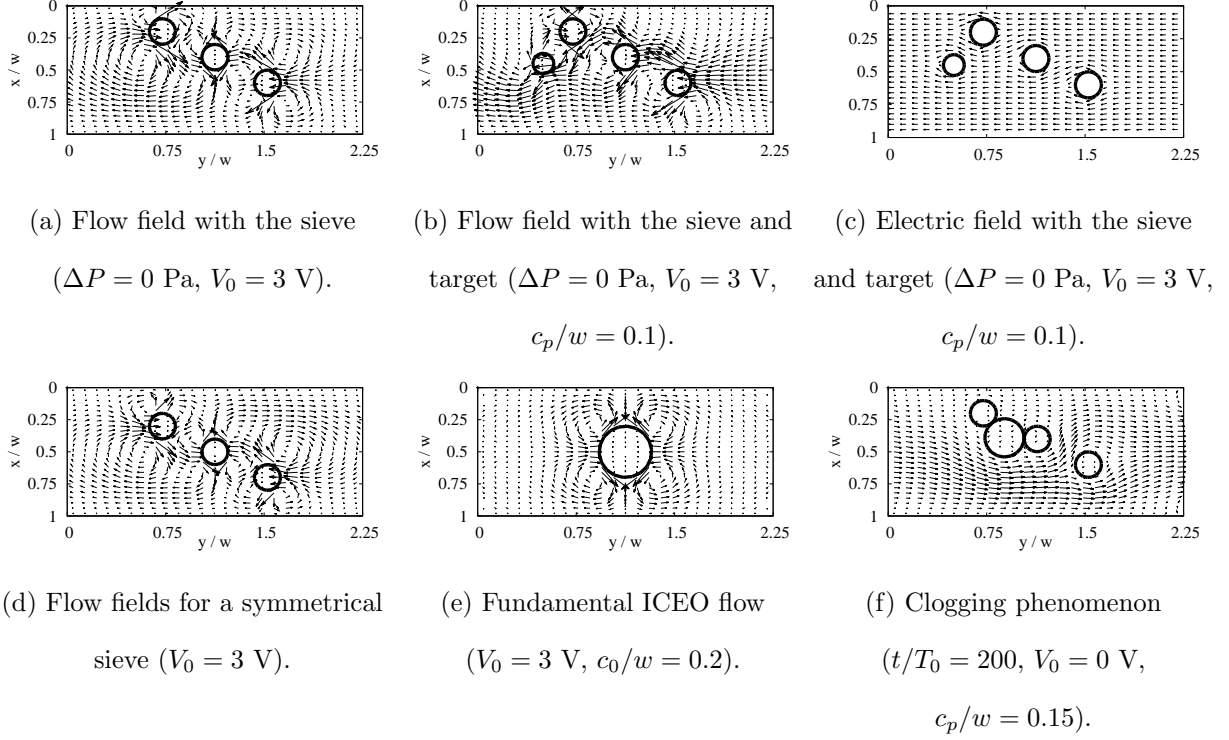 0
0.25
0.5
0.75
1
x / w
0 0.75 1.5 2.25
y / w
0
0.25
0.5
0.75
1
x / w
0 0.75 1.5 2.25
y / w
0
0.25
0.5
0.75
1
x / w
0 0.75 1.5 2.25
y / w
(a) Flow field with the sieve
(ΔP = 0 Pa, V₀ = 3 V).
(b) Flow field with the sieve and
target (ΔP = 0 Pa, V₀ = 3 V,
cₚ/w = 0.1).
(c) Electric field with the sieve
and target (ΔP = 0 Pa, V₀ = 3 V,
cₚ/w = 0.1).
0
0.25
0.5
0.75
1
x / w
0 0.75 1.5 2.25
y / w
0
0.25
0.5
0.75
1
x / w
0 0.75 1.5 2.25
y / w
0
0.25
0.5
0.75
1
x / w
0 0.75 1.5 2.25
y / w
(d) Flow fields for a symmetrical
sieve (V₀ = 3 V).
(e) Fundamental ICEO flow
(V₀ = 3 V, c₀/w = 0.2).
(f) Clogging phenomenon
(t/T₀ = 200, V₀ = 0 V,
cₚ/w = 0.15).